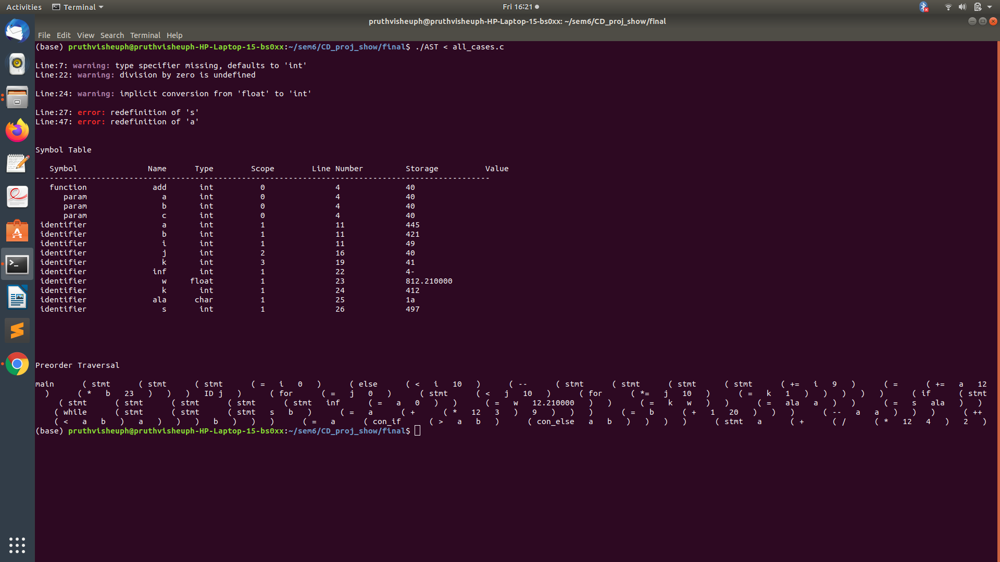 Activities Terminal Fri 16:21
pruthvisheuph@pruthvisheuph-HP-Laptop-15-bs0xx: ~/sem6/CD_proj_show/final
File Edit View Search Terminal Help
(base) pruthvisheuph@pruthvisheuph-HP-Laptop-15-bs0xx:~/sem6/CD_proj_show/final$ ./AST < all_cases.c
Line:7: warning: type specifier missing, defaults to 'int'
Line:22: warning: division by zero is undefined
Line:24: warning: implicit conversion from 'float' to 'int'
Line:27: error: redefinition of 's'
Line:47: error: redefinition of 'a'
Symbol Table
Symbol Name Type Scope Line Number Storage Value
-------------------------------------------------------------------------------------------------
function add int 0 4 40
param a int 0 4 40
param b int 0 4 40
param c int 0 4 40
identifier a int 1 11 445
identifier b int 1 11 421
identifier i int 1 11 49
identifier j int 2 16 40
identifier k int 3 19 41
identifier inf int 1 22 4-
identifier w float 1 23 812.210000
identifier k int 1 24 412
identifier ala char 1 25 1a
identifier s int 1 26 497
Preorder Traversal
main ( stmt ( stmt ( stmt ( = i 0 ) ( else ( < i 10 ) ( -- ( stmt ( stmt ( stmt ( stmt ( += i 9 ) ( = ( += a 12
) ( * b 23 ) ) ) ID j ) ( for ( = j 0 ) ( stmt ( < j 10 ) ( for ( *= j 10 ) ( = k 1 ) ) ) ) ) ( if ( stmt
( stmt ( stmt ( stmt ( stmt ( stmt inf ( = a 0 ) ) ( = w 12.210000 ) ) ( = k w ) ) ( = ala a ) ) ( = s ala ) )
( while ( stmt ( stmt ( stmt s b ) ( = a ( + ( * 12 3 ) 9 ) ) ) ( = b ( + 1 20 ) ) ) ( -- a a ) ) ) ( ++
( < a b ) a ) ) ) b ) ) ) ( = a ( con_if ( > a b ) ( con_else a b ) ) ) ) ( stmt a ( + ( / ( * 12 4 ) 2 )
(base) pruthvisheuph@pruthvisheuph-HP-Laptop-15-bs0xx:~/sem6/CD_proj_show/final$